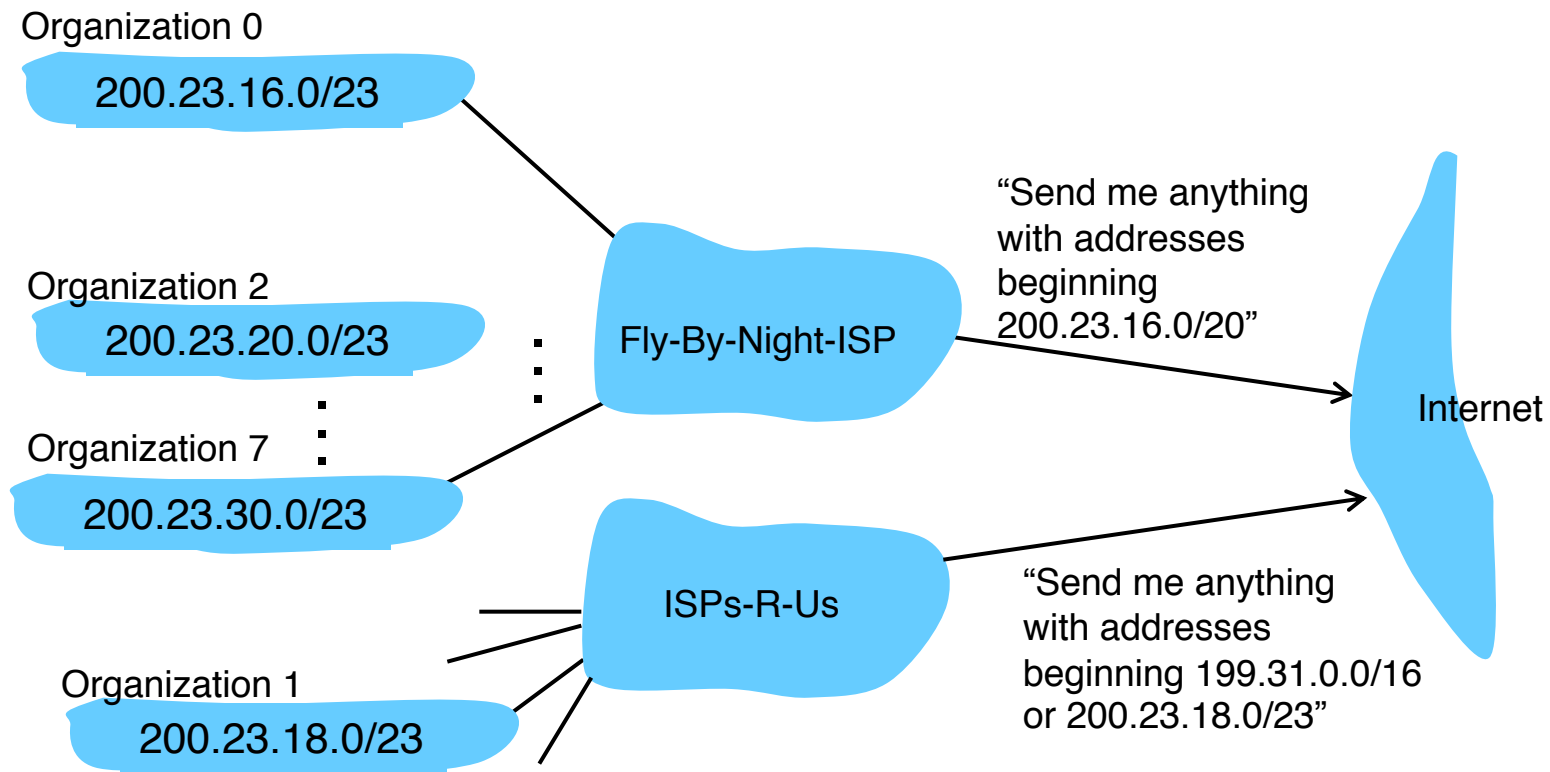 Organization 0
200.23.16.0/23
Organization 2
200.23.20.0/23
Organization 7
200.23.30.0/23
Fly-By-Night-ISP
“Send me anything
with addresses
beginning
200.23.16.0/20”
Internet
ISPs-R-Us
“Send me anything
with addresses
beginning 199.31.0.0/16
or 200.23.18.0/23”
Organization 1
200.23.18.0/23